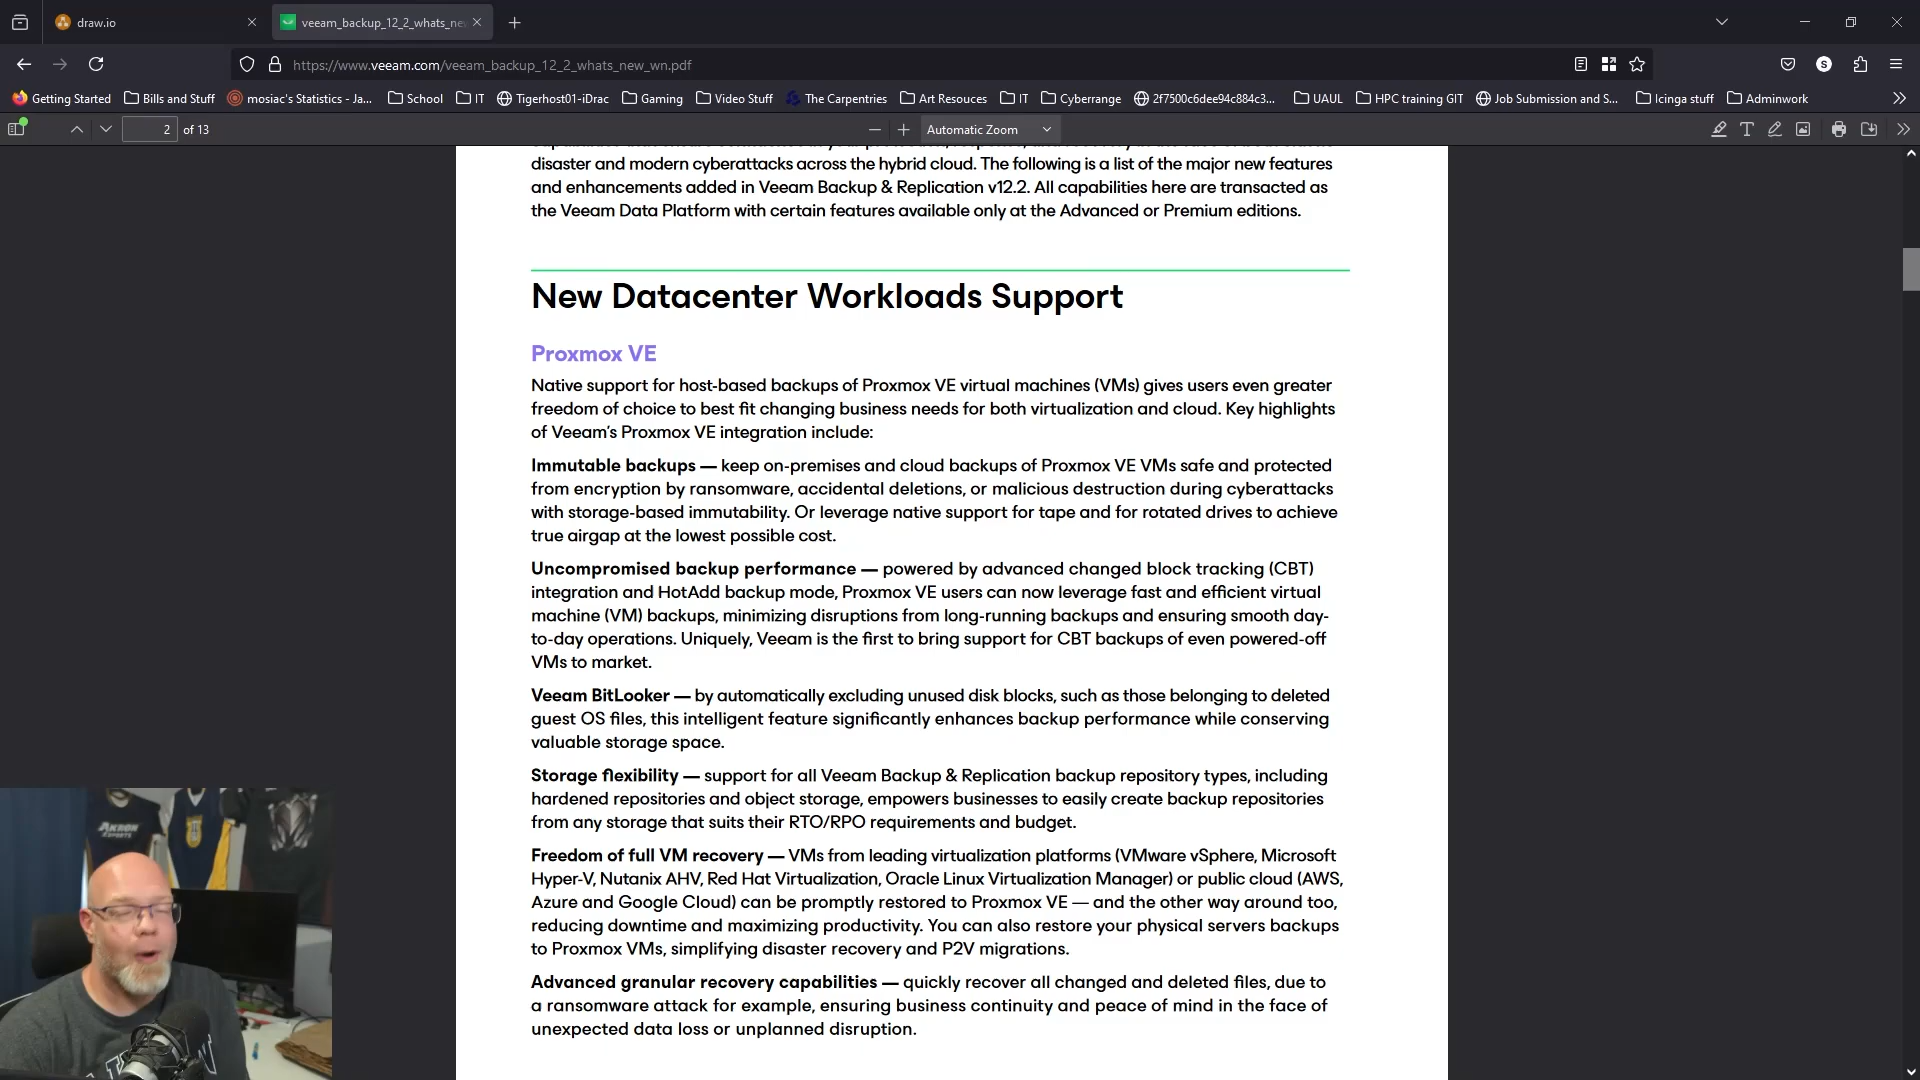 draw.io
veeam_backup_12_2_whats_ne
https://www.veeam.com/veeam_backup_12_2_whats_new_wn.pdf
S
Getting Started
Bills and Stuff
mosiac's Statistics - Ja...
School
IT
Tigerhost01-iDrac
Gaming
Video Stuff
The Carpentries
Art Resouces
IT
Cyberrange
2f7500c6dee94c884c3...
UAUL
HPC training GIT
Job Submission and S...
Icinga stuff
Adminwork
2 of 13
Automatic Zoom
disaster and modern cyberattacks across the hybrid cloud. The following is a list of the major new features
and enhancements added in Veeam Backup & Replication v12.2. All capabilities here are transacted as
the Veeam Data Platform with certain features available only at the Advanced or Premium editions.
New Datacenter Workloads Support
Proxmox VE
Native support for host-based backups of Proxmox VE virtual machines (VMs) gives users even greater
freedom of choice to best fit changing business needs for both virtualization and cloud. Key highlights
of Veeam's Proxmox VE integration include:
Immutable backups — keep on-premises and cloud backups of Proxmox VE VMs safe and protected
from encryption by ransomware, accidental deletions, or malicious destruction during cyberattacks
with storage-based immutability. Or leverage native support for tape and for rotated drives to achieve
true airgap at the lowest possible cost.
Uncompromised backup performance — powered by advanced changed block tracking (CBT)
integration and HotAdd backup mode, Proxmox VE users can now leverage fast and efficient virtual
machine (VM) backups, minimizing disruptions from long-running backups and ensuring smooth day-
to-day operations. Uniquely, Veeam is the first to bring support for CBT backups of even powered-off
VMs to market.
Veeam BitLooker — by automatically excluding unused disk blocks, such as those belonging to deleted
guest OS files, this intelligent feature significantly enhances backup performance while conserving
valuable storage space.
Storage flexibility — support for all Veeam Backup & Replication backup repository types, including
hardened repositories and object storage, empowers businesses to easily create backup repositories
from any storage that suits their RTO/RPO requirements and budget.
Freedom of full VM recovery — VMs from leading virtualization platforms (VMware vSphere, Microsoft
Hyper-V, Nutanix AHV, Red Hat Virtualization, Oracle Linux Virtualization Manager) or public cloud (AWS,
Azure and Google Cloud) can be promptly restored to Proxmox VE — and the other way around too,
reducing downtime and maximizing productivity. You can also restore your physical servers backups
to Proxmox VMs, simplifying disaster recovery and P2V migrations.
Advanced granular recovery capabilities — quickly recover all changed and deleted files, due to
a ransomware attack for example, ensuring business continuity and peace of mind in the face of
unexpected data loss or unplanned disruption.
AKRON